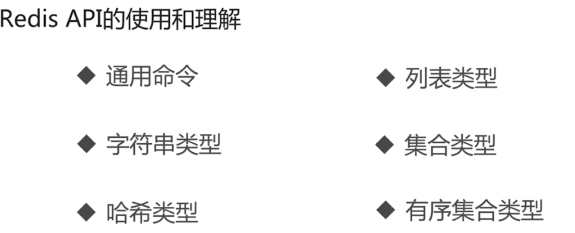 Redis API的使用和理解
◆ 通用命令
◆ 列表类型
◆ 字符串类型
◆ 集合类型
◆ 哈希类型
◆ 有序集合类型